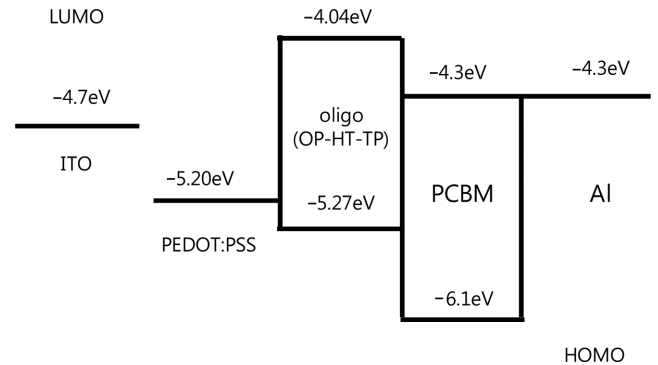 LUMO
−4.04eV
−4.3eV
−4.3eV
−4.7eV
oligo
(OP-HT-TP)
ITO
−5.20eV
−5.27eV
PCBM
Al
PEDOT:PSS
−6.1eV
HOMO